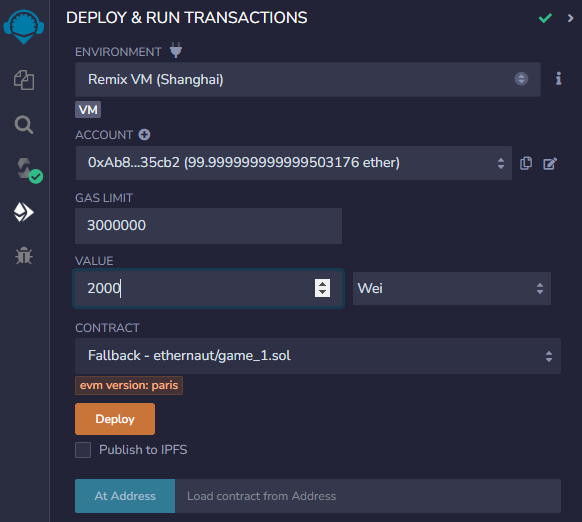 DEPLOY & RUN TRANSACTIONS
ENVIRONMENT
Remix VM (Shanghai)
VM
ACCOUNT
0xAb8...35cb2 (99.999999999999503176 ether)
GAS LIMIT
3000000
VALUE
2000
Wei
CONTRACT
Fallback - ethernaut/game_1.sol
evm version: paris
Deploy
Publish to IPFS
At Address
Load contract from Address